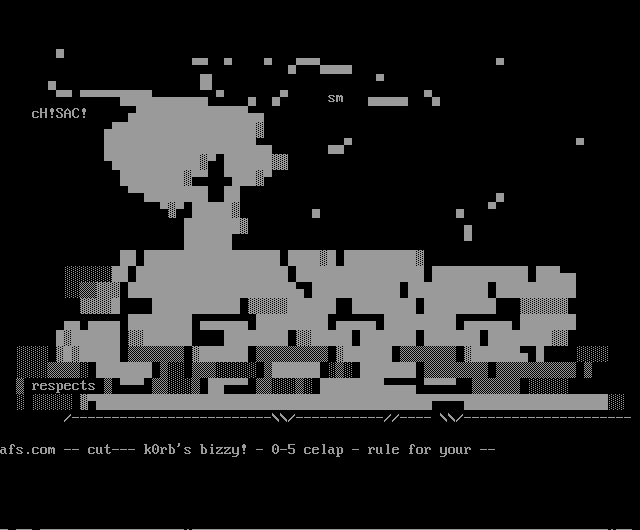 sm
cH!SAC!
respects
afs.com -- cut--- k0rb's bizzy! - 0-5 celap - rule for your --